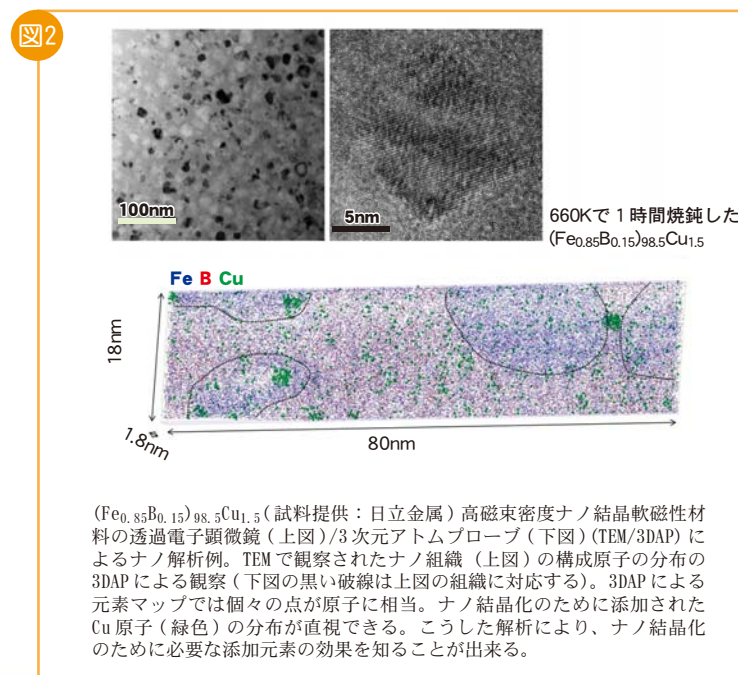 図2
100nm
5nm
660Kで1時間焼鈍した
(Fe0.85B0.15)98.5Cu1.5
Fe B Cu
18nm
1.8nm
80nm
(Fe0.85B0.15)98.5Cu1.5(試料提供：日立金属)高磁束密度ナノ結晶軟磁性材
料の透過電子顕微鏡(上図)/3次元アトムプローブ(下図)(TEM/3DAP)に
よるナノ解析例。TEMで観察されたナノ組織（上図）の構成原子の分布の
3DAPによる観察(下図の黒い破線は上図の組織に対応する)。3DAPによる
元素マップでは個々の点が原子に相当。ナノ結晶化のために添加された
Cu原子(緑色)の分布が直視できる。こうした解析により、ナノ結晶化
のために必要な添加元素の効果を知ることが出来る。